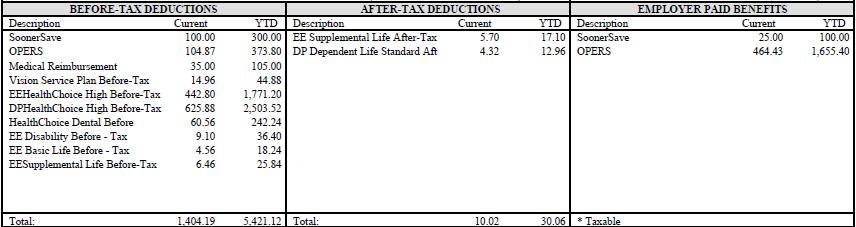 BEFORE-TAX DEDUCTIONS AFTER-TAX DEDUCTIONS EMPLOYER PAID BENEFITS
Description Current YTD Description Current YTD Description Current YTD
SoonerSave 100.00 300.00 EE Supplemental Life After-Tax 5.70 17.10 SoonerSave 25.00 100.00
OPERS 104.87 373.80 DP Dependent Life Standard Aft 4.32 12.96 OPERS 464.43 1,655.40
Medical Reimbursement 35.00 105.00
Vision Service Plan Before-Tax 14.96 44.88
EEHealthChoice High Before-Tax 442.80 1,771.20
DPHealthChoice High Before-Tax 625.88 2,503.52
HealthChoice Dental Before 60.56 242.24
EE Disability Before - Tax 9.10 36.40
EE Basic Life Before - Tax 4.56 18.24
EESupplemental Life Before-Tax 6.46 25.84
Total: 1,404.19 5,421.12 Total: 10.02 30.06 * Taxable